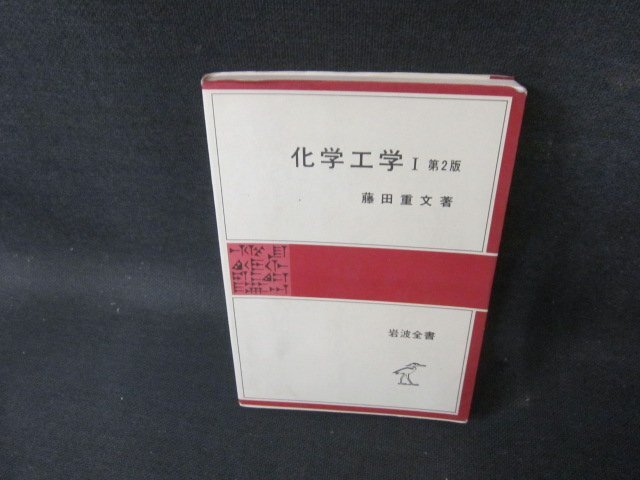 化学工学 I 第2版
藤田重文著
岩波全書